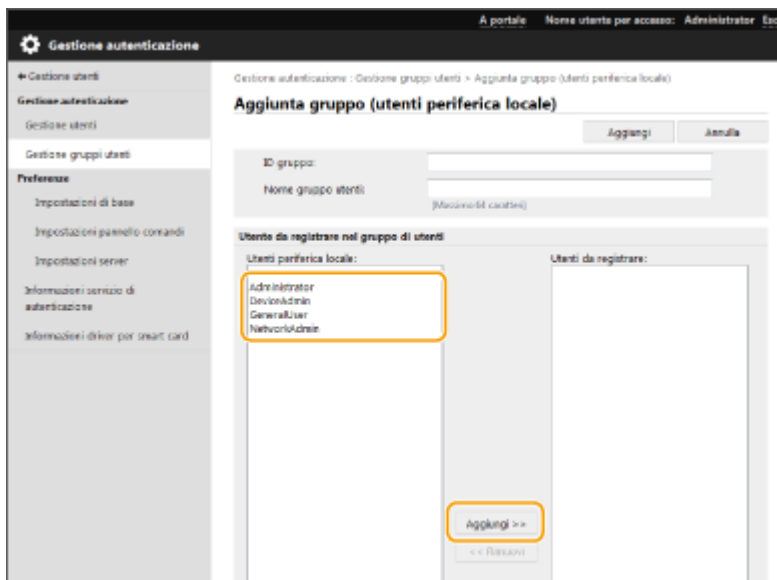 A portale Nome utente per accesso: Administrator Esc
Gestione autenticazione
Gestione utenti
Gestione autenticazione : Gestione gruppi utenti > Aggiunta gruppo (utenti periferica locale)
Gestione autenticazione
Aggiunta gruppo (utenti periferica locale)
Gestione utenti
Aggiungi Annulla
Gestione gruppi utenti
ID gruppo:
Preferenze
Nome gruppo utenti:
Impostazioni di base
(Massimo 64 caratteri)
Impostazioni pannello comandi
Utente da registrare nel gruppo di utenti
Impostazioni server
Utenti periferica locale: Utenti da registrare:
Informazioni servizio di
autenticazione
Administrator
DeviceAdmin
GeneralUser
NetworkAdmin
Informazioni driver per smart card
Aggiungi >>
<< Rimuovi